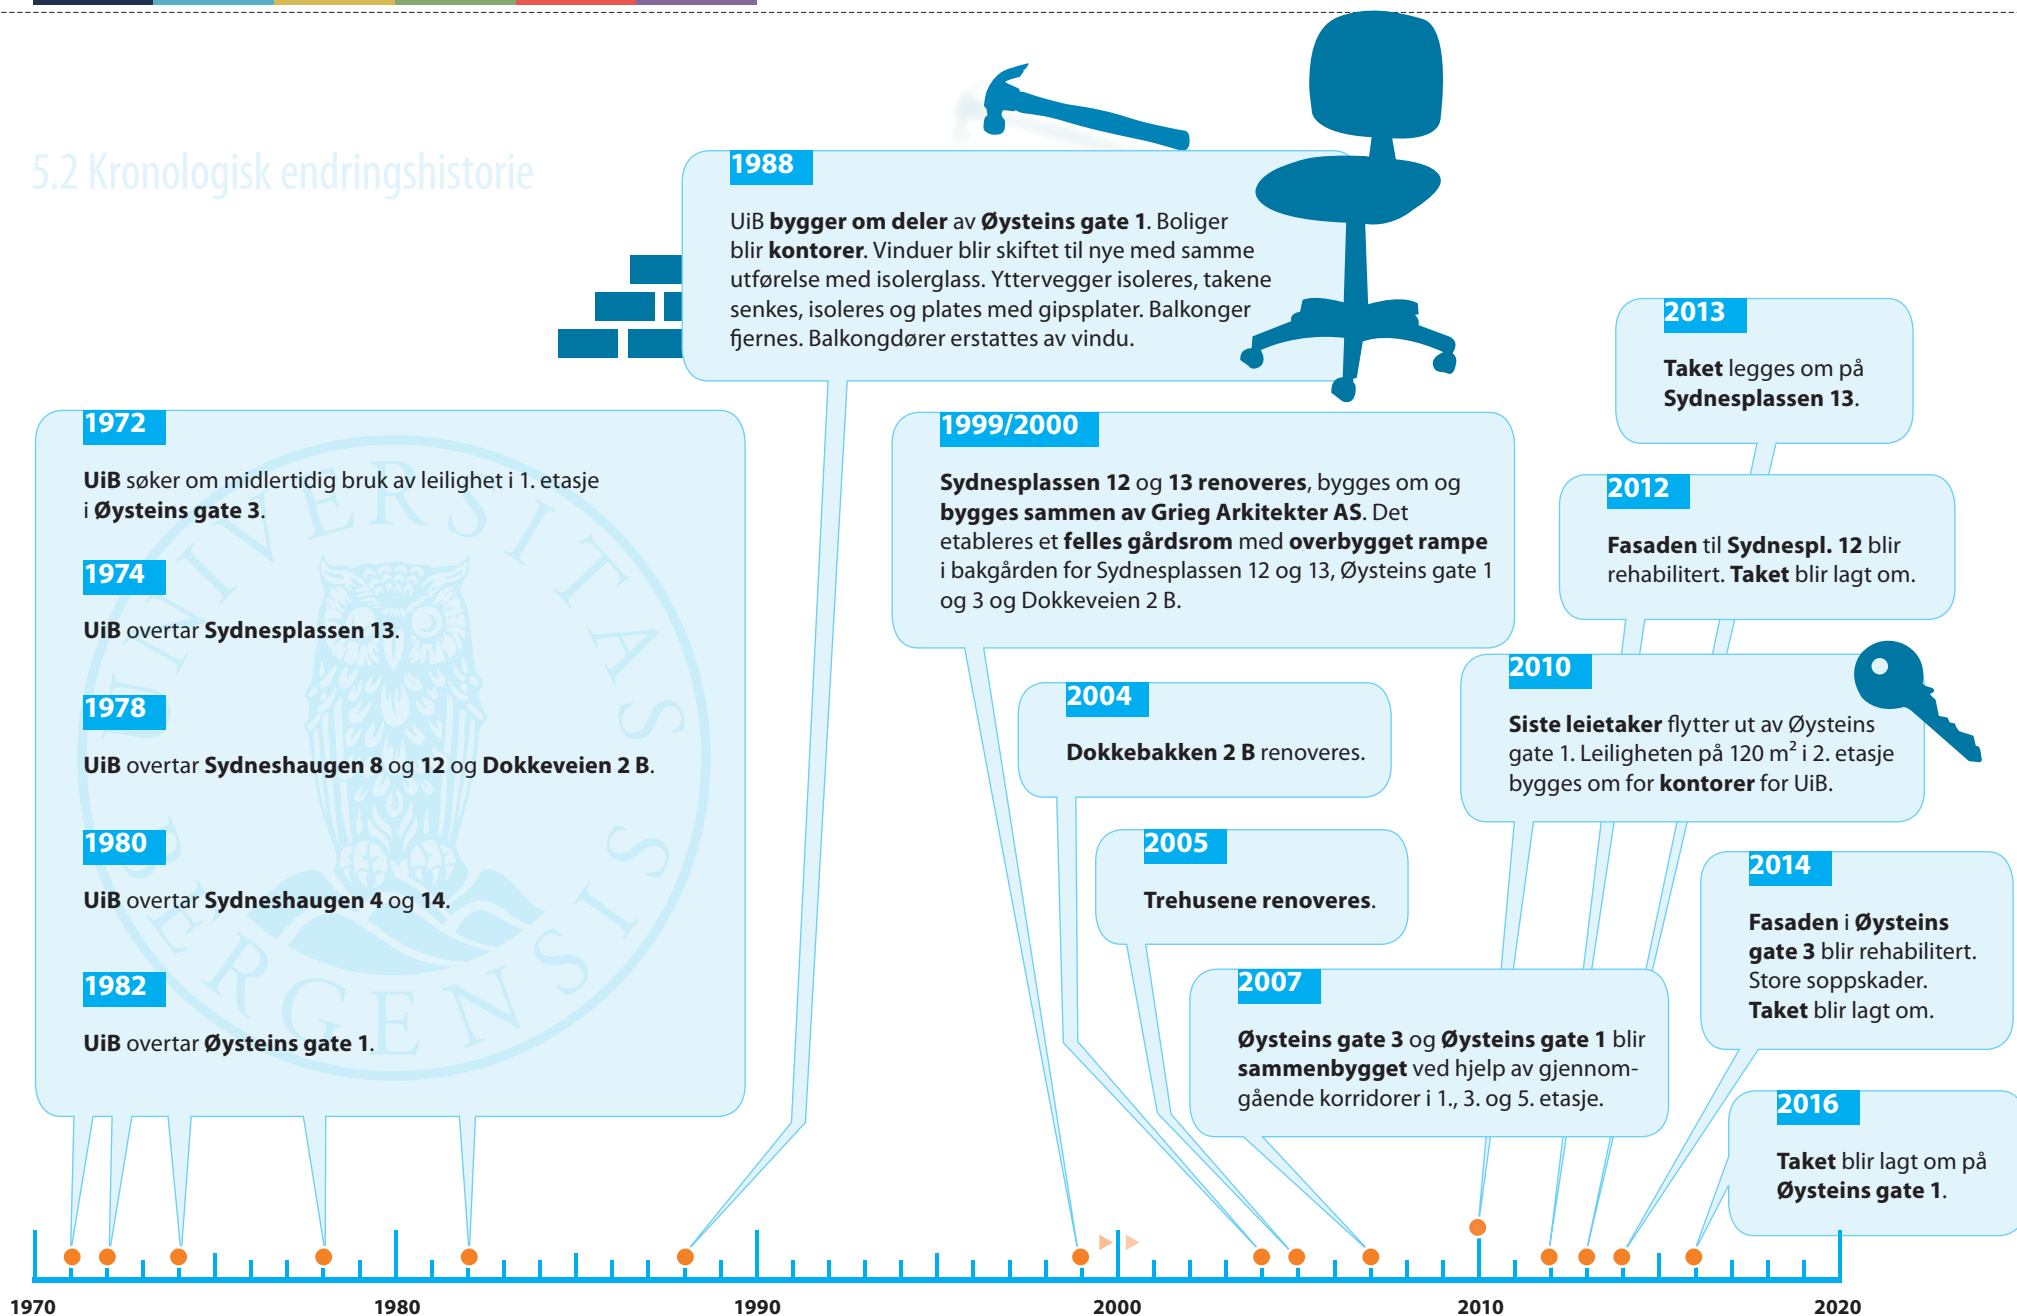 5.2 Kronologisk endringshistorie
1988
UiB bygger om deler av Øysteins gate 1. Boliger
blir kontorer. Vinduer blir skiftet til nye med samme
utførelse med isolerglass. Yttervegger isoleres, takene
senkes, isoleres og plates med gipsplater. Balkonger
fjernes. Balkongdører erstattes av vindu.
1972
UiB søker om midlertidig bruk av leilighet i 1. etasje
i Øysteins gate 3.
1974
UiB overtar Sydnesplassen 13.
1978
UiB overtar Sydneshaugen 8 og 12 og Dokkeveien 2 B.
1980
UiB overtar Sydneshaugen 4 og 14.
1982
UiB overtar Øysteins gate 1.
UNIVERSITAS
BERGENSIS
1999/2000
Sydnesplassen 12 og 13 renoveres, bygges om og
bygges sammen av Grieg Arkitekter AS. Det
etableres et felles gårdsrom med overbygget rampe
i bakgården for Sydnesplassen 12 og 13, Øysteins gate 1
og 3 og Dokkeveien 2 B.
2004
Dokkebakken 2 B renoveres.
2005
Trehusene renoveres.
2007
Øysteins gate 3 og Øysteins gate 1 blir
sammenbygget ved hjelp av gjennom-
gående korridorer i 1., 3. og 5. etasje.
2013
Taket legges om på
Sydnesplassen 13.
2012
Fasaden til Sydnespl. 12 blir
rehabilitert. Taket blir lagt om.
2010
Siste leietaker flytter ut av Øysteins
gate 1. Leiligheten på 120 m² i 2. etasje
bygges om for kontorer for UiB.
2014
Fasaden i Øysteins
gate 3 blir rehabilitert.
Store soppskader.
Taket blir lagt om.
2016
Taket blir lagt om på
Øysteins gate 1.
1970 1980 1990 2000 2010 2020